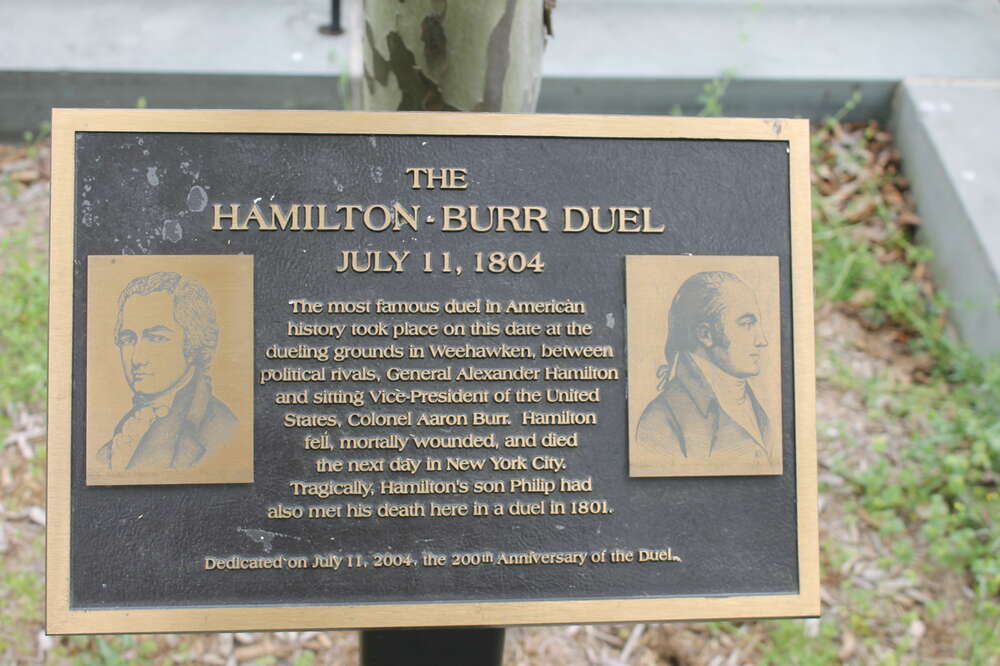 THE
HAMILTON-BURR DUEL
JULY 11, 1804
The most famous duel in American
history took place on this date at the
dueling grounds in Weehawken, between
political rivals, General Alexander Hamilton
and sitting Vice-President of the United
States, Colonel Aaron Burr. Hamilton
fell, mortally wounded, and died
the next day in New York City.
Tragically, Hamilton's son Philip had
also met his death here in a duel in 1801.
Dedicated on July 11, 2004, the 200th Anniversary of the Duel.